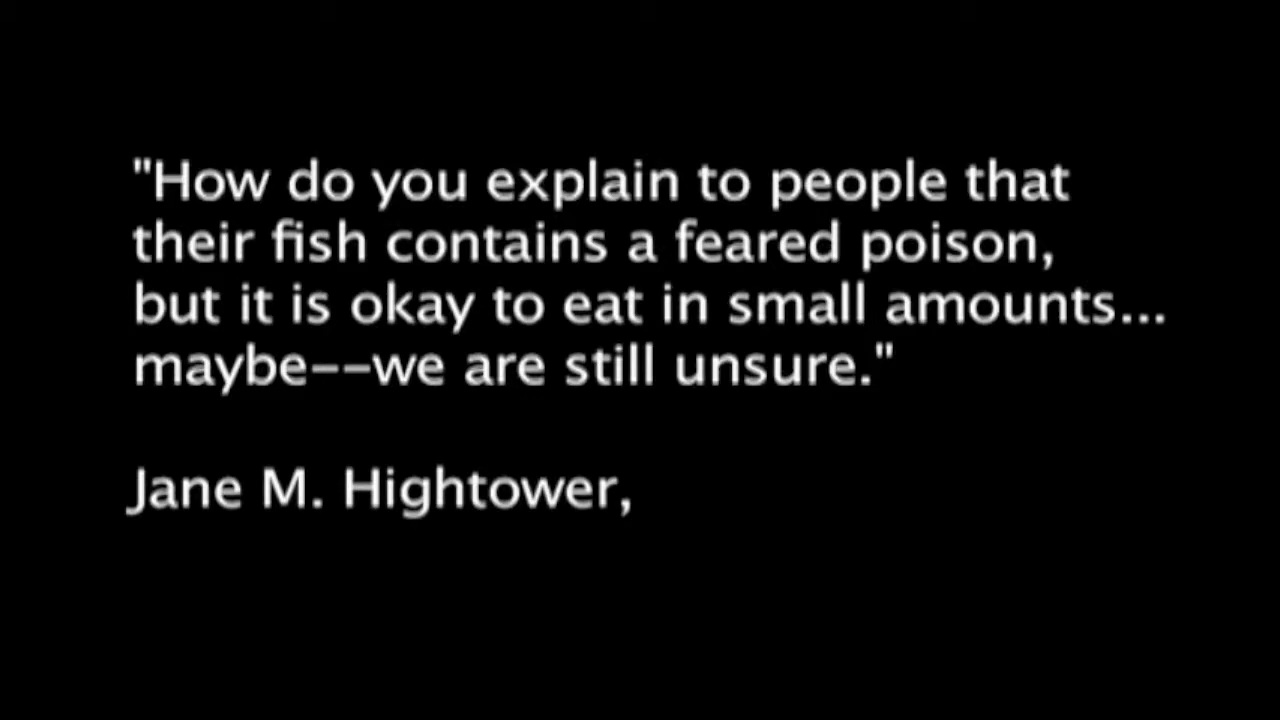 "How do you explain to people that
their fish contains a feared poison,
but it is okay to eat in small amounts...
maybe--we are still unsure."
Jane M. Hightower,